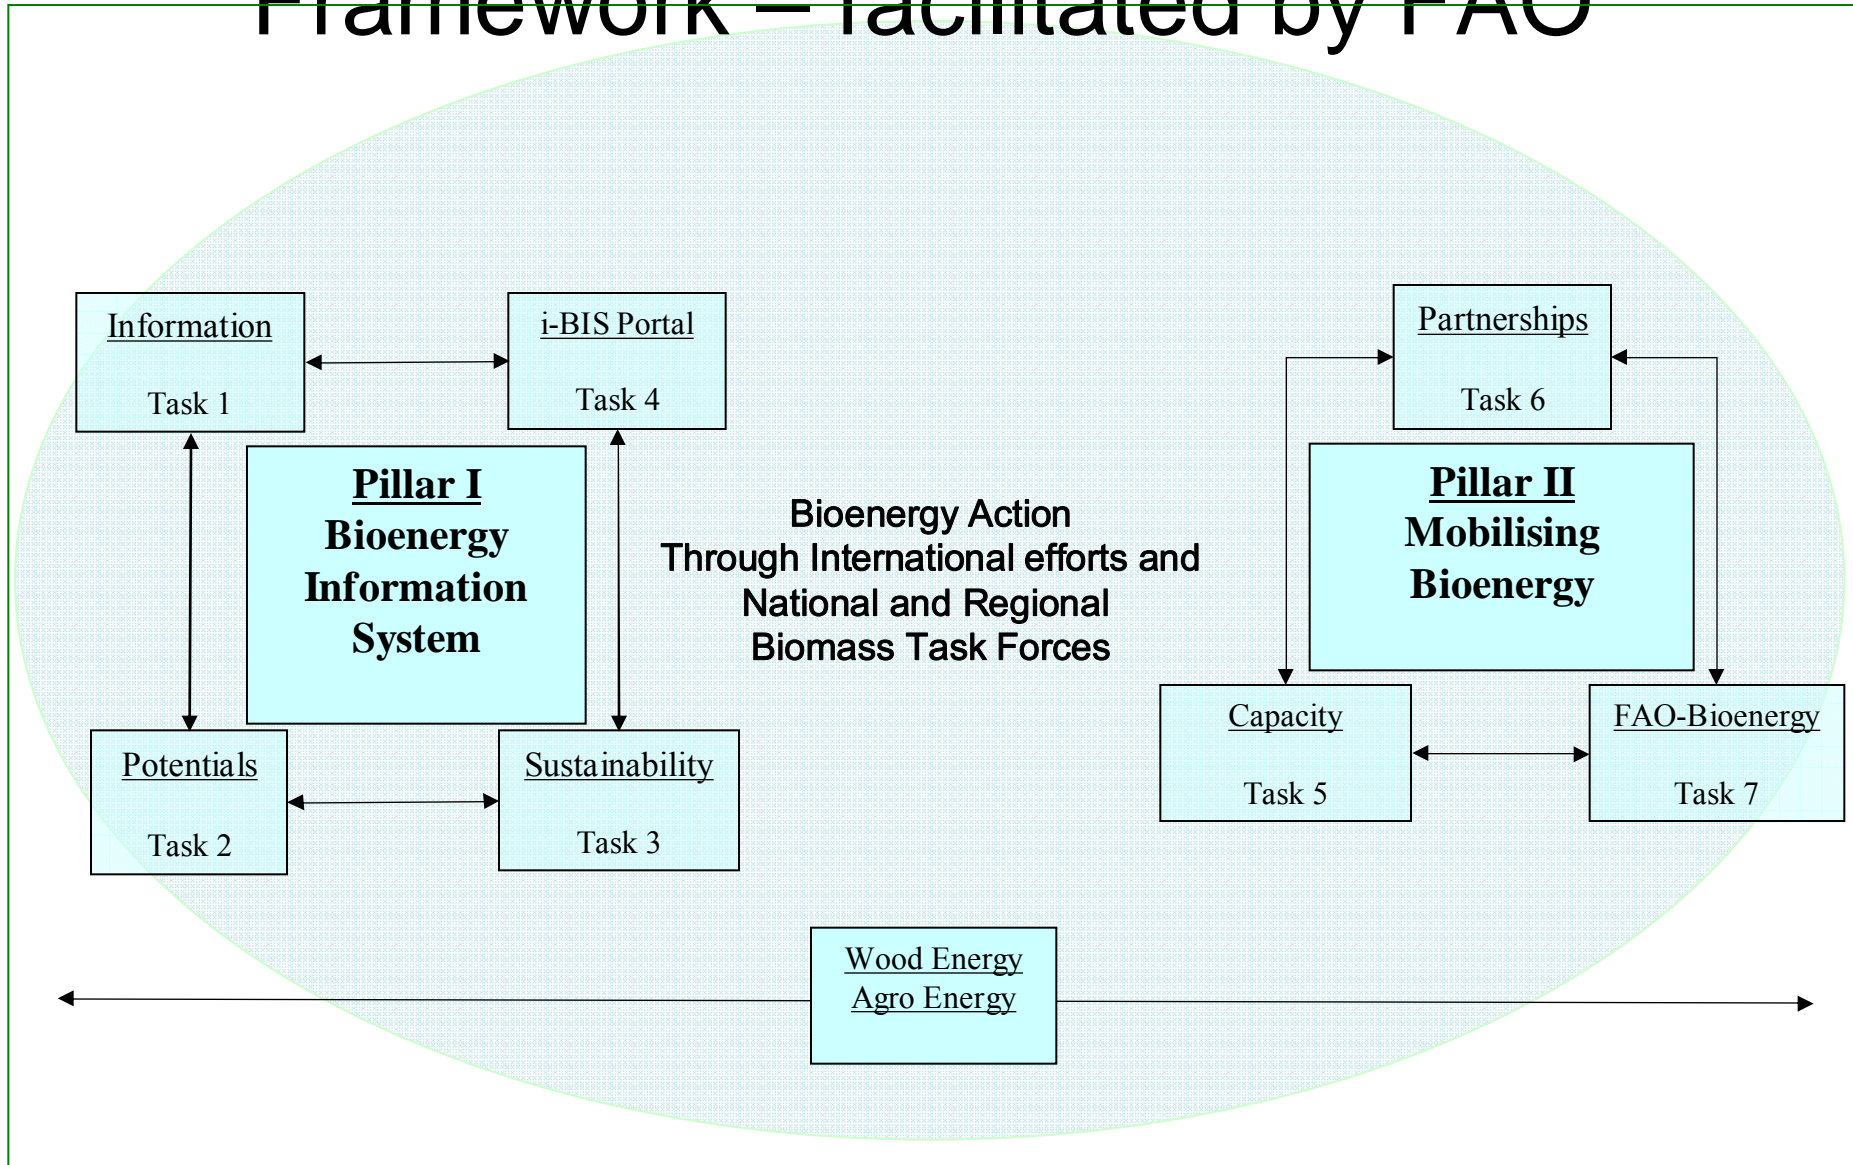 Framework – facilitated by FAO
Information
Task 1
i-BIS Portal
Task 4
Partnerships
Task 6
Pillar I
Bioenergy
Information
System
Bioenergy Action
Through International efforts and
National and Regional
Biomass Task Forces
Pillar II
Mobilising
Bioenergy
Potentials
Task 2
Sustainability
Task 3
Capacity
Task 5
FAO-Bioenergy
Task 7
Wood Energy
Agro Energy